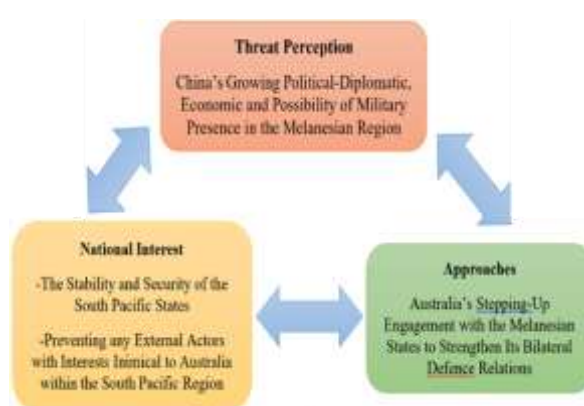 Threat Perception
China's Growing Political-Diplomatic,
Economic and Possibility of Military
Presence in the Melanesian Region
National Interest
-The Stability and Security of the
South Pacific States
-Preventing any External Actors
with Interests Inimical to Australia
within the South Pacific Region
Approaches
Australia's Stepping-Up
Engagement with the Melanesian
States to Strengthen Its Bilateral
Defence Relations